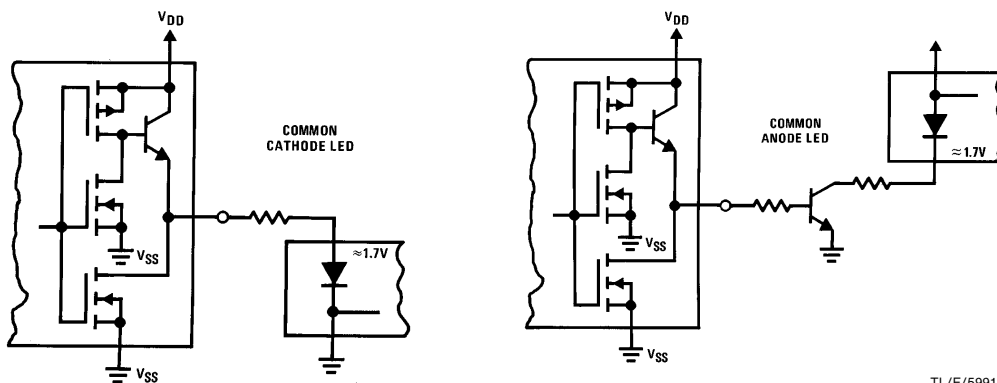 VDD
COMMON
CATHODE LED
≈1.7V
VSS
VSS
VDD
COMMON
ANODE LED
≈1.7V
VSS
VSS
TL/F/5991